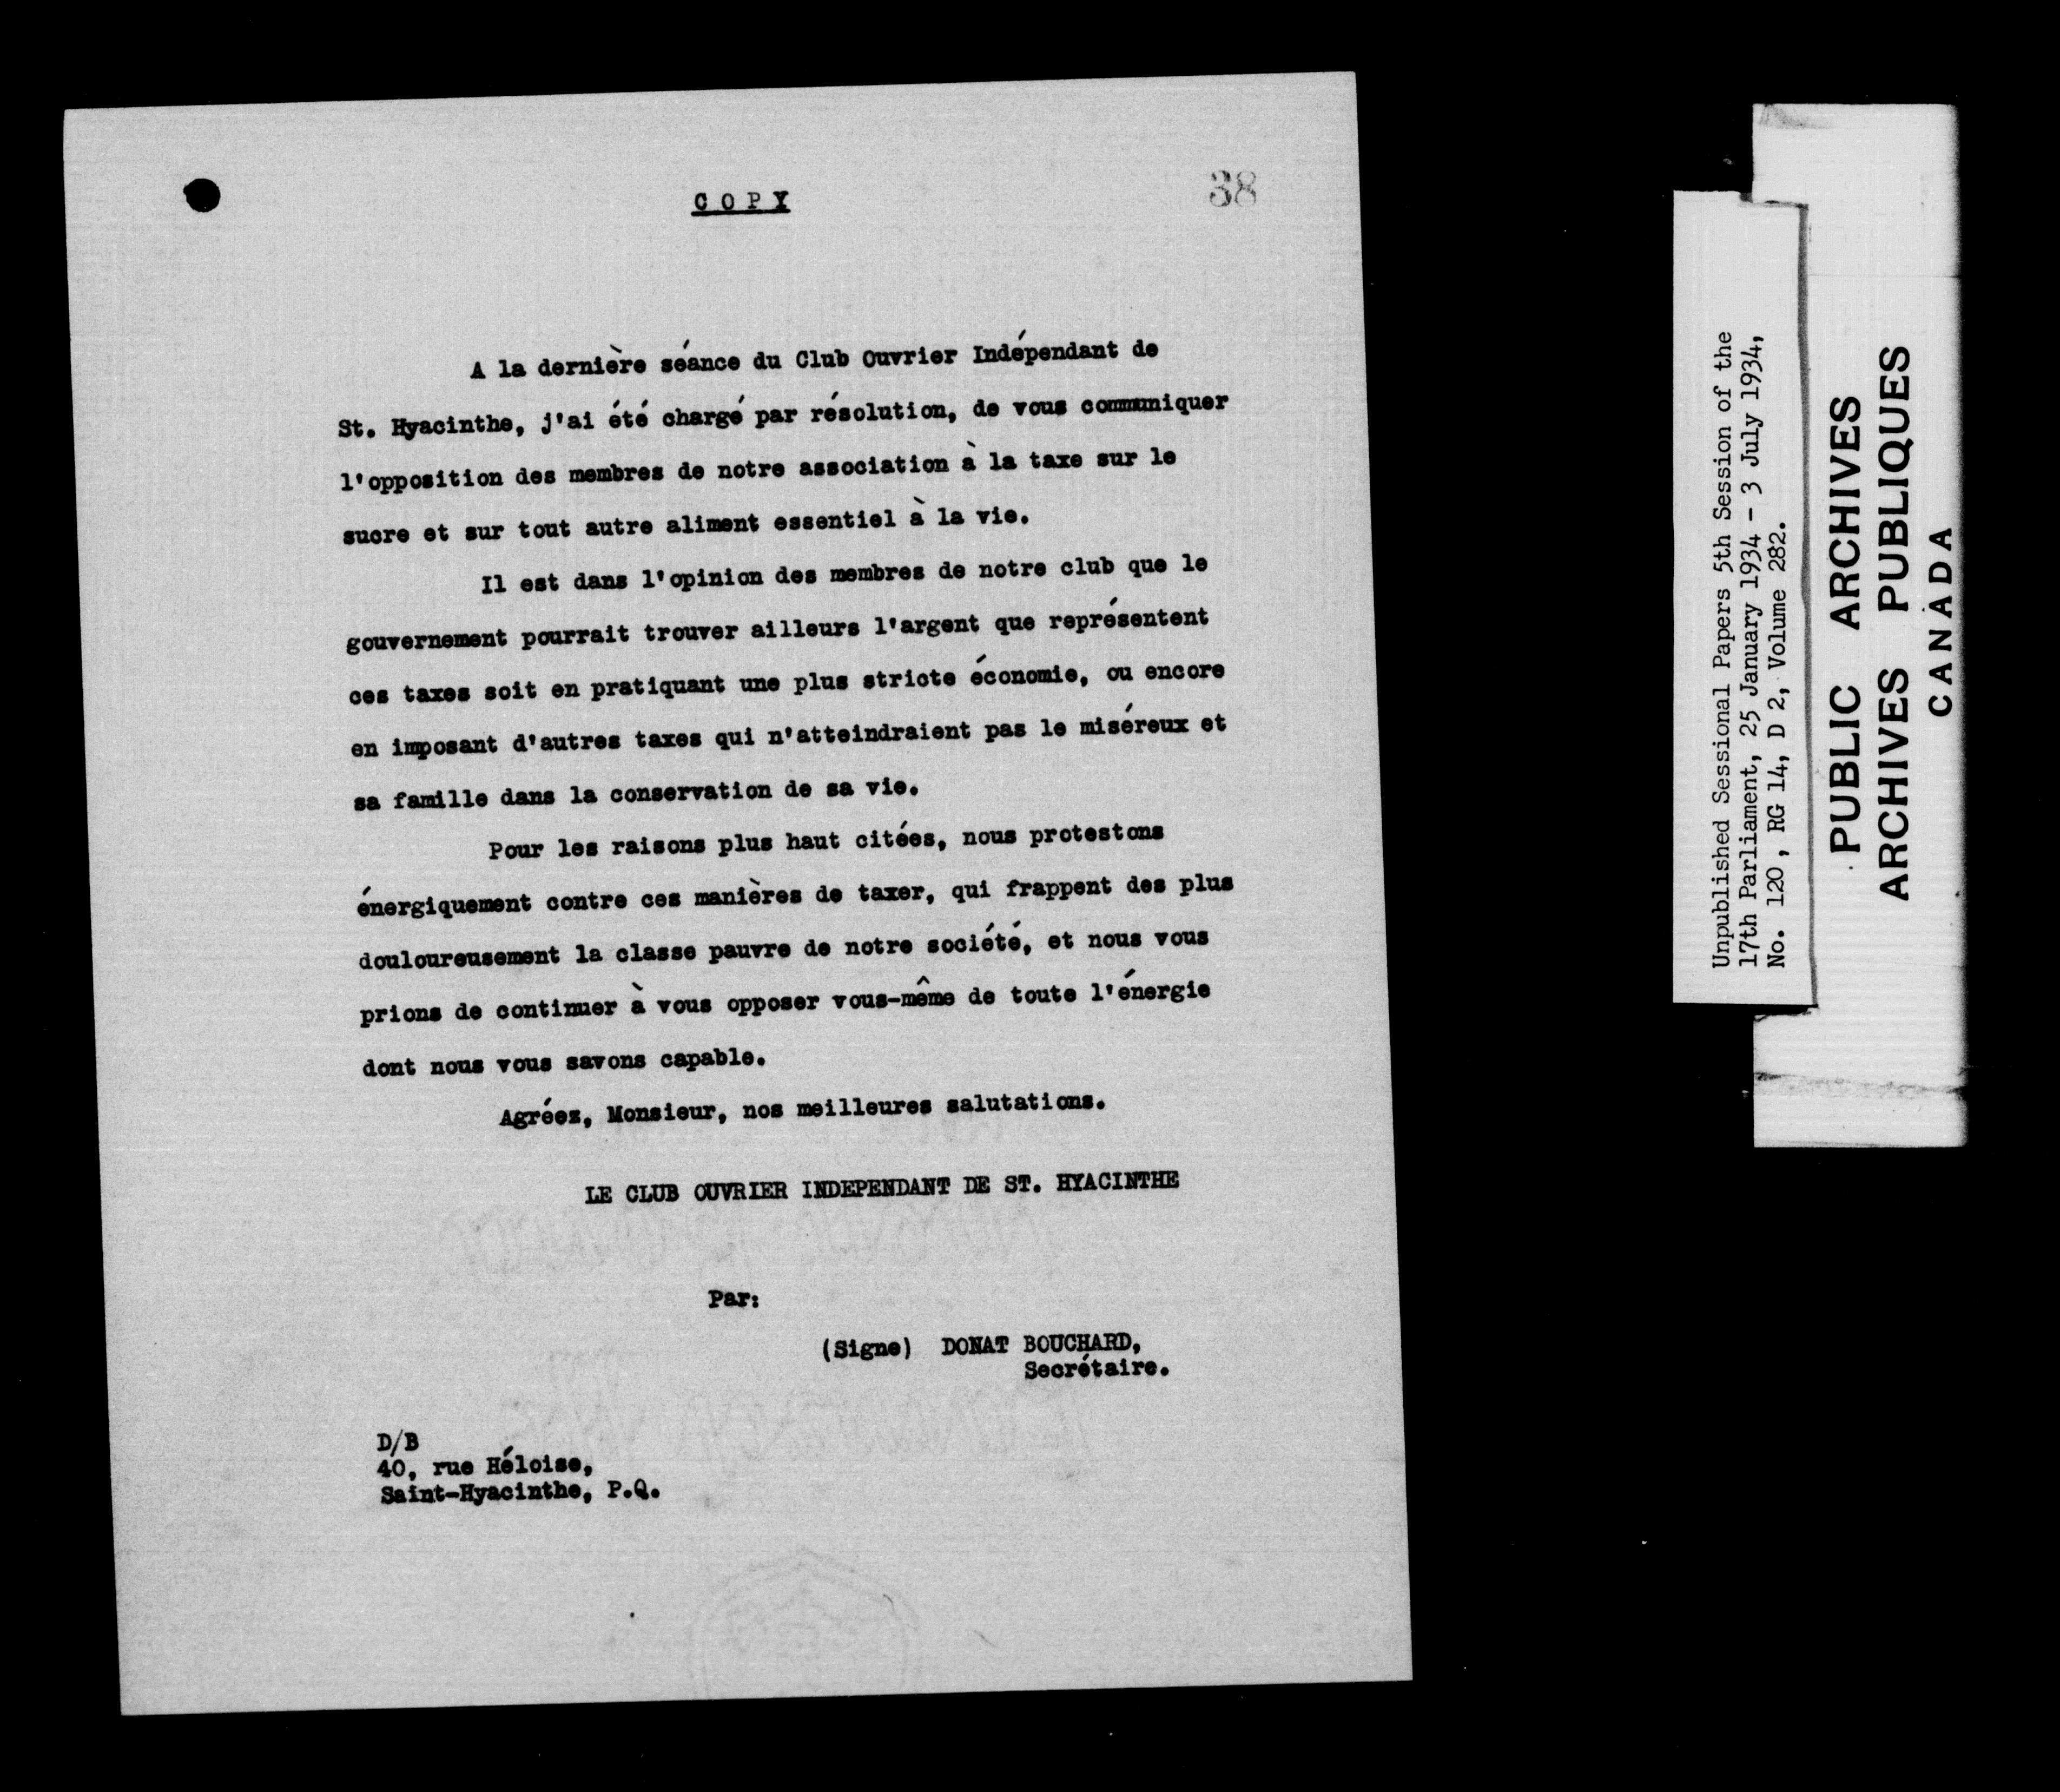 COPY
38
A la dernière séance du Club Ouvrier Indépendant de
St. Hyacinthe, j'ai été chargé par résolution, de vous communiquer
l'opposition des membres de notre association à la taxe sur le
sucre et sur tout autre aliment essentiel à la vie.
Il est dans l'opinion des membres de notre club que le
gouvernement pourrait trouver ailleurs l'argent que représentent
ces taxes soit en pratiquant une plus stricte économie, ou encore
en imposant d'autres taxes qui n'atteindraient pas le miséreux et
sa famille dans la conservation de sa vie.
Pour les raisons plus haut citées, nous protestons
énergiquement contre ces manières de taxer, qui frappent des plus
douloureusement la classe pauvre de notre société, et nous vous
prions de continuer à vous opposer vous-même de toute l'énergie
dont nous vous savons capable.
Agréez, Monsieur, nos meilleures salutations.
LE CLUB OUVRIER INDEPENDANT DE ST. HYACINTHE
Par:
(Signe) DONAT BOUCHARD,
Secrétaire.
D/B
40, rue Héloise,
Saint-Hyacinthe, P.Q.
Unpublished Sessional Papers 5th Session of the
17th Parliament, 25 January 1934 - 3 July 1934,
No. 120, RG 14, D 2, Volume 282.
PUBLIC ARCHIVES
ARCHIVES PUBLIQUES
CANADA